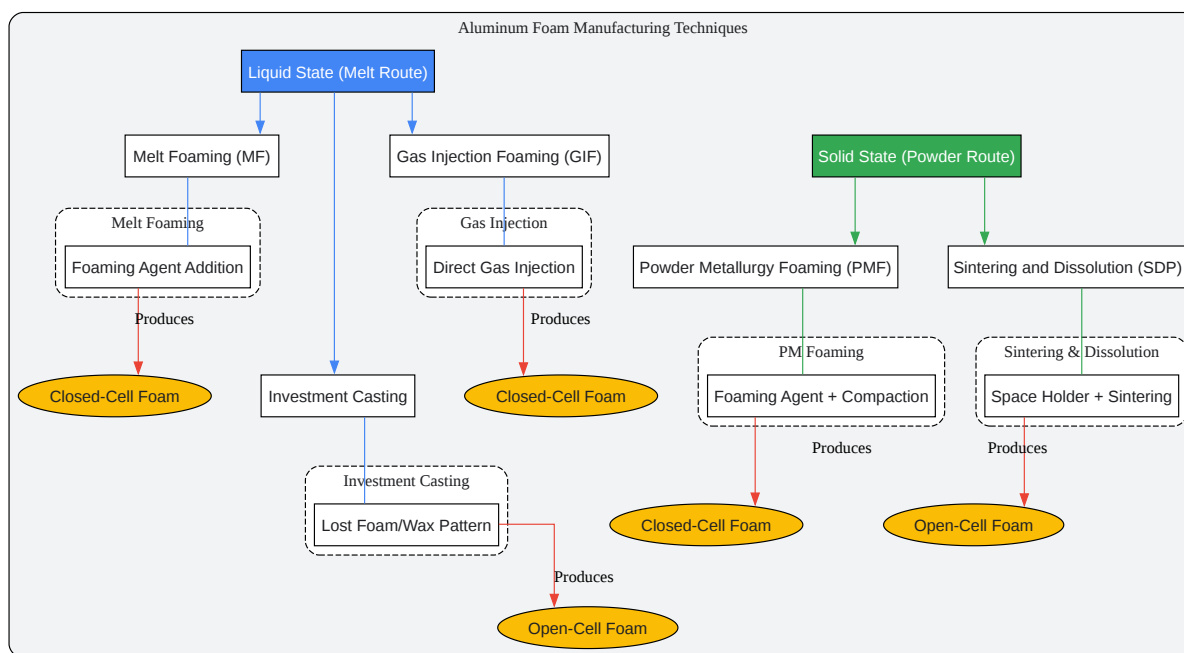 Aluminum Foam Manufacturing Techniques
Liquid State (Melt Route)
Melt Foaming (MF)
Gas Injection Foaming (GIF)
Solid State (Powder Route)
Melt Foaming
Gas Injection
Foaming Agent Addition
Direct Gas Injection
Powder Metallurgy Foaming (PMF)
Sintering and Dissolution (SDP)
Produces
Produces
PM Foaming
Sintering & Dissolution
Closed-Cell Foam
Investment Casting
Closed-Cell Foam
Foaming Agent + Compaction
Space Holder + Sintering
Produces
Produces
Investment Casting
Lost Foam/Wax Pattern
Closed-Cell Foam
Open-Cell Foam
Produces
Open-Cell Foam